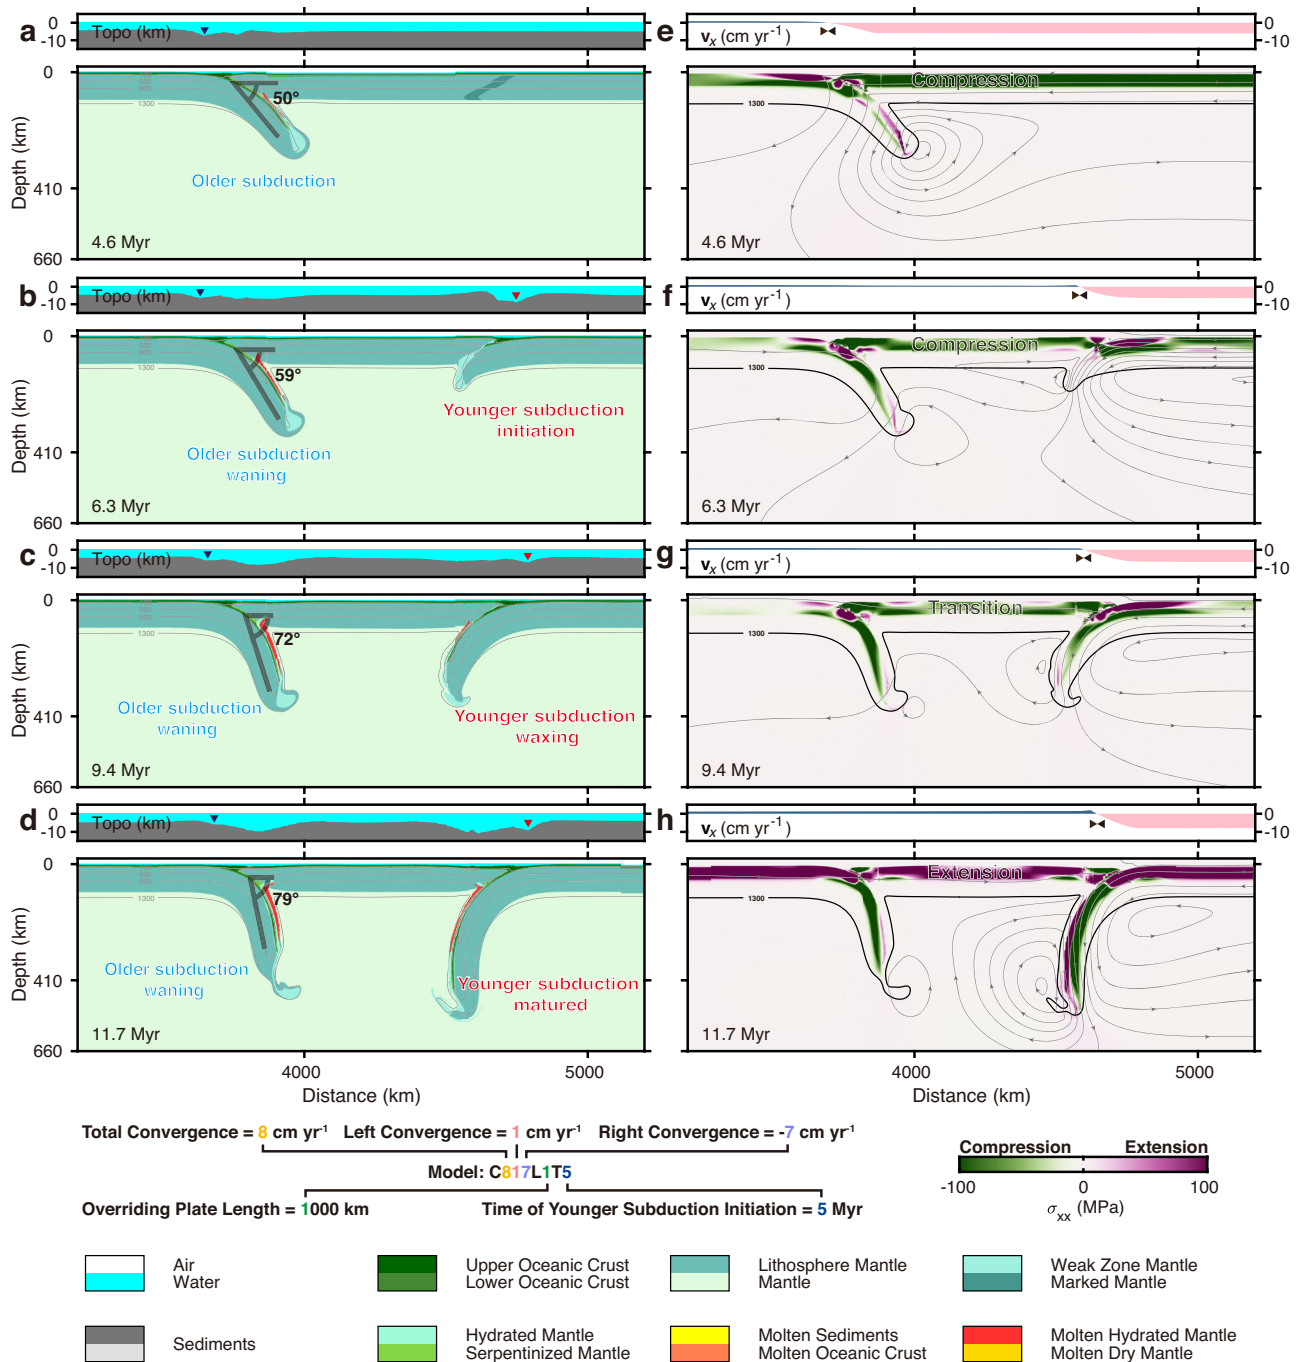 a
0
-10
Topo (km)
0
410
660
Depth (km)
1300
50°
Older subduction
4.6 Myr
e
v_x (cm yr⁻¹)
0
-10
Compression
1300
4.6 Myr
b
0
-10
Topo (km)
0
410
660
Depth (km)
1300
59°
Older subduction
waning
Younger subduction
initiation
6.3 Myr
f
v_x (cm yr⁻¹)
0
-10
Compression
1300
6.3 Myr
c
0
-10
Topo (km)
0
410
660
Depth (km)
1300
72°
Older subduction
waning
Younger subduction
waxing
9.4 Myr
g
v_x (cm yr⁻¹)
0
-10
Transition
1300
9.4 Myr
d
0
-10
Topo (km)
0
410
660
Depth (km)
1300
79°
Older subduction
waning
Younger subduction
matured
11.7 Myr
4000 5000
Distance (km)
h
v_x (cm yr⁻¹)
0
-10
Extension
1300
11.7 Myr
4000 5000
Distance (km)
Total Convergence = 8 cm yr⁻¹ Left Convergence = 1 cm yr⁻¹ Right Convergence = -7 cm yr⁻¹
Model: C817L1T5
Overriding Plate Length = 1000 km Time of Younger Subduction Initiation = 5 Myr
Compression Extension
-100 0 100
σ_xx (MPa)
Air
Water
Upper Oceanic Crust
Lower Oceanic Crust
Lithosphere Mantle
Mantle
Weak Zone Mantle
Marked Mantle
Sediments
Hydrated Mantle
Serpentinized Mantle
Molten Sediments
Molten Oceanic Crust
Molten Hydrated Mantle
Molten Dry Mantle